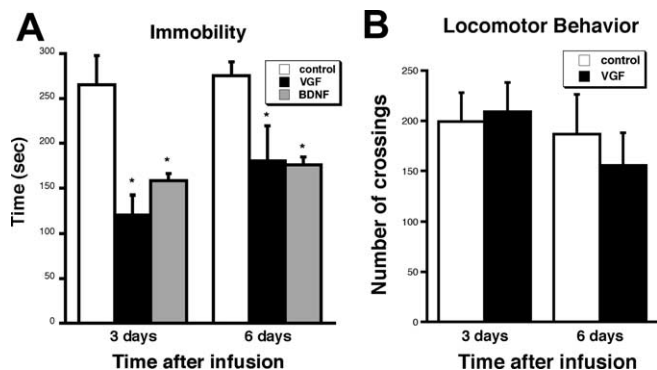 A
Immobility
Time (sec)
300
250
200
150
100
50
0
control
VGF
BDNF
*
*
*
*
3 days
6 days
Time after infusion
B
Locomotor Behavior
Number of crossings
250
200
150
100
50
0
control
VGF
3 days
6 days
Time after infusion